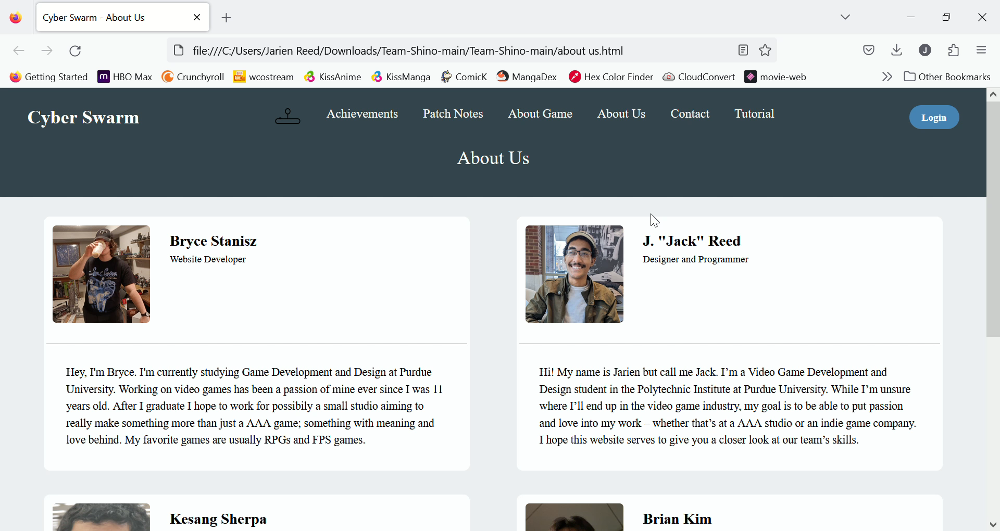 Cyber Swarm - About Us
file:///C:/Users/Jarien Reed/Downloads/Team-Shino-main/Team-Shino-main/about us.html
J
Getting Started HBO Max Crunchyroll wcostream KissAnime KissManga ComicK MangaDex Hex Color Finder CloudConvert movie-web Other Bookmarks
Cyber Swarm Achievements Patch Notes About Game About Us Contact Tutorial Login
About Us
Bryce Stanisz
Website Developer
Hey, I'm Bryce. I'm currently studying Game Development and Design at Purdue
University. Working on video games has been a passion of mine ever since I was 11
years old. After I graduate I hope to work for possibily a small studio aiming to
really make something more than just a AAA game; something with meaning and
love behind. My favorite games are usually RPGs and FPS games.
J. "Jack" Reed
Designer and Programmer
Hi! My name is Jarien but call me Jack. I’m a Video Game Development and
Design student in the Polytechnic Institute at Purdue University. While I’m unsure
where I’ll end up in the video game industry, my goal is to be able to put passion
and love into my work – whether that’s at a AAA studio or an indie game company.
I hope this website serves to give you a closer look at our team’s skills.
Kesang Sherpa
Brian Kim